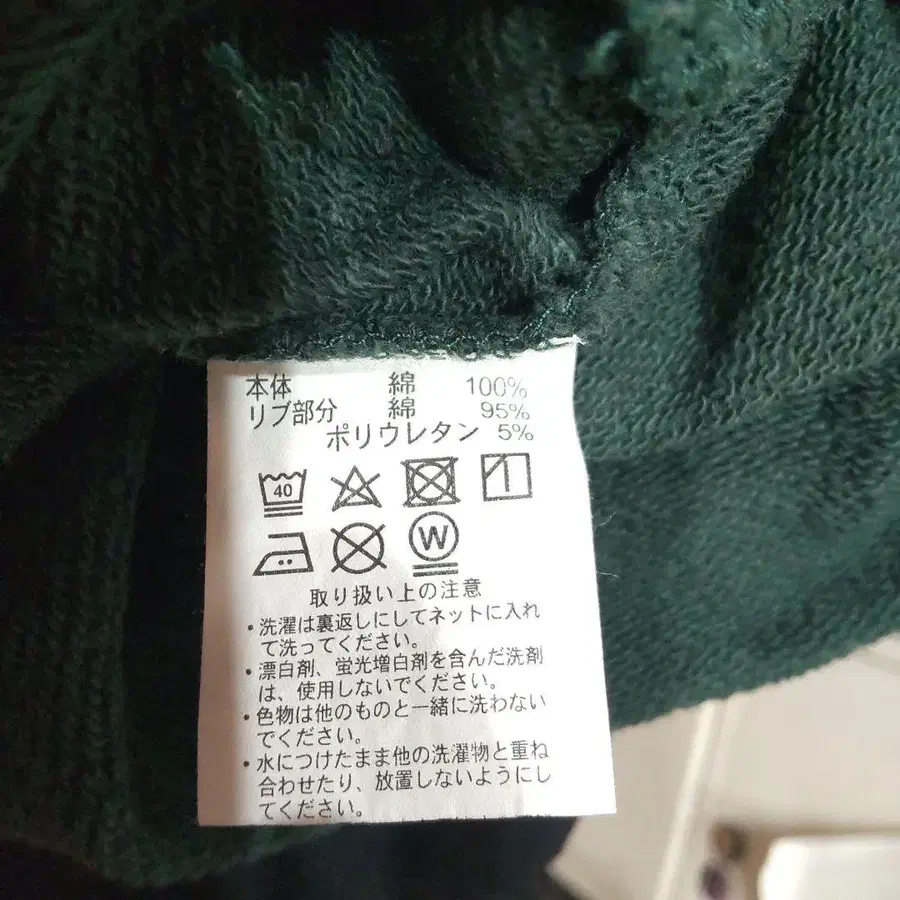 本体 綿 100%
リブ部分 綿 95%
ポリウレタン 5%
40
W
取り扱い上の注意
・洗濯は裏返しにしてネットに入れ
て洗ってください。
・漂白剤、蛍光増白剤を含んだ洗剤
は、使用しないでください。
・色物は他のものと一緒に洗わない
でください。
・水につけたまま他の洗濯物と重ね
合わせたり、放置しないようにし
てください。